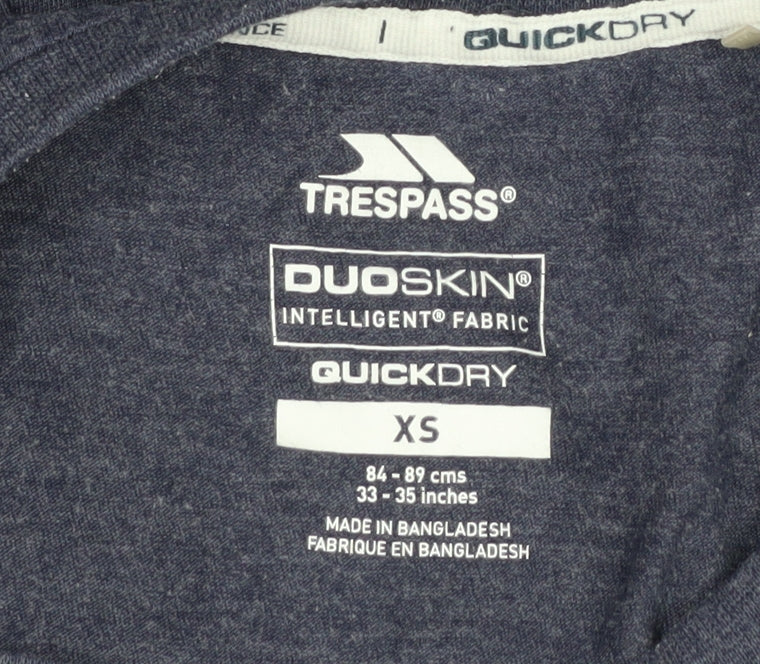 | QUICKDRY
TRESPASS®
DUOSKIN®
INTELLIGENT® FABRIC
QUICKDRY
XS
84 - 89 cms
33 - 35 inches
MADE IN BANGLADESH
FABRIQUE EN BANGLADESH